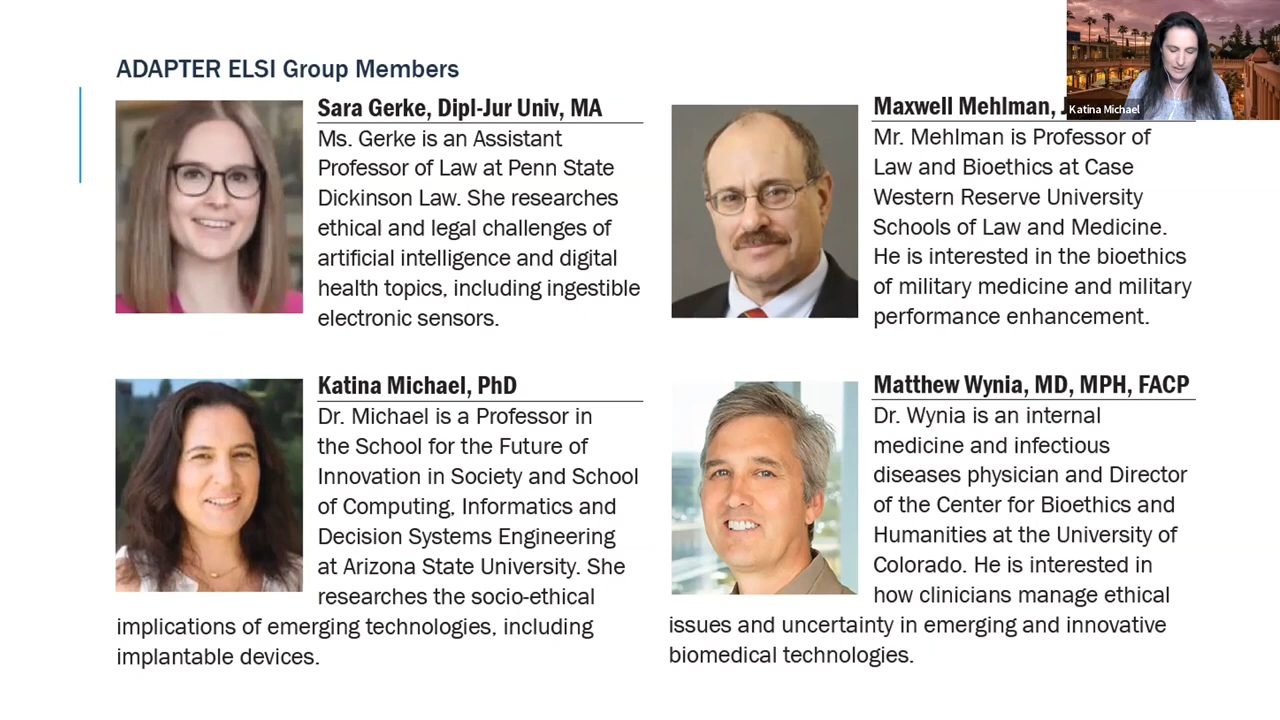 ADAPTER ELSI Group Members
Sara Gerke, Dipl-Jur Univ, MA
Ms. Gerke is an Assistant
Professor of Law at Penn State
Dickinson Law. She researches
ethical and legal challenges of
artificial intelligence and digital
health topics, including ingestible
electronic sensors.
Maxwell Mehlman,
Mr. Mehlman is Professor of
Law and Bioethics at Case
Western Reserve University
Schools of Law and Medicine.
He is interested in the bioethics
of military medicine and military
performance enhancement.
Katina Michael, PhD
Dr. Michael is a Professor in
the School for the Future of
Innovation in Society and School
of Computing, Informatics and
Decision Systems Engineering
at Arizona State University. She
researches the socio-ethical
implications of emerging technologies, including
implantable devices.
Matthew Wynia, MD, MPH, FACP
Dr. Wynia is an internal
medicine and infectious
diseases physician and Director
of the Center for Bioethics and
Humanities at the University of
Colorado. He is interested in
how clinicians manage ethical
issues and uncertainty in emerging and innovative
biomedical technologies.
Katina Michael